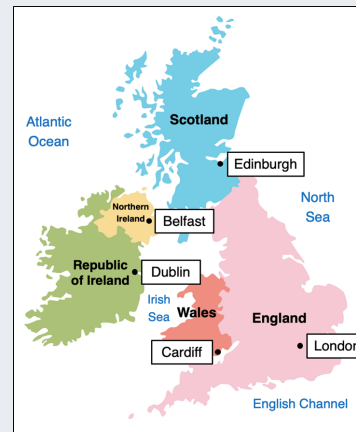 Scotland
Atlantic
Ocean
Edinburgh
Northern
Ireland
North
Sea
Belfast
Republic
of Ireland
Dublin
Irish
Sea
Wales
England
Cardiff
London
English Channel